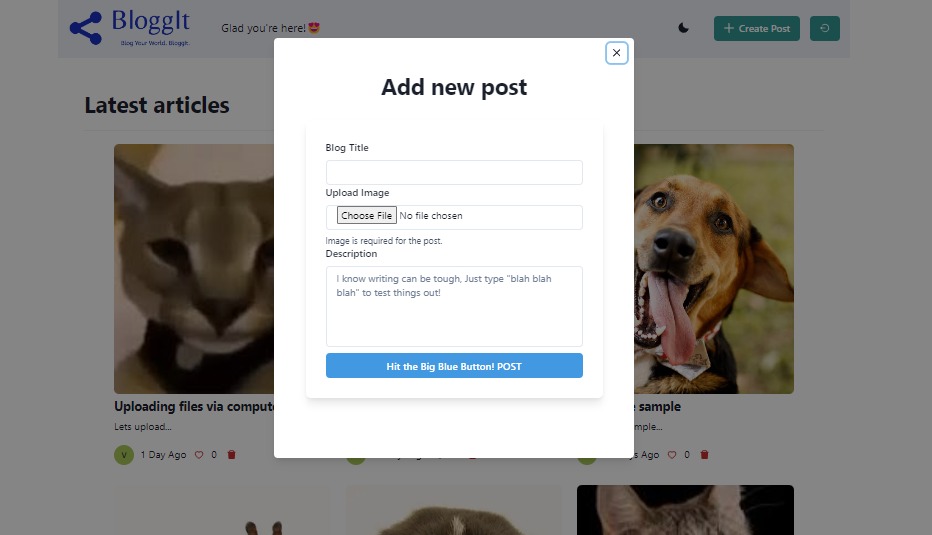 BloggIt
Blog Your World. BloggIt.
Glad you're here!😍
Create Post
Add new post
Latest articles
Blog Title
Upload Image
Choose File No file chosen
Image is required for the post.
Description
I know writing can be tough, Just type "blah blah
blah" to test things out!
Hit the Big Blue Button! POST
Uploading files via comput
sample
Lets upload...
mple...
V 1 Day Ago 0
s Ago 0